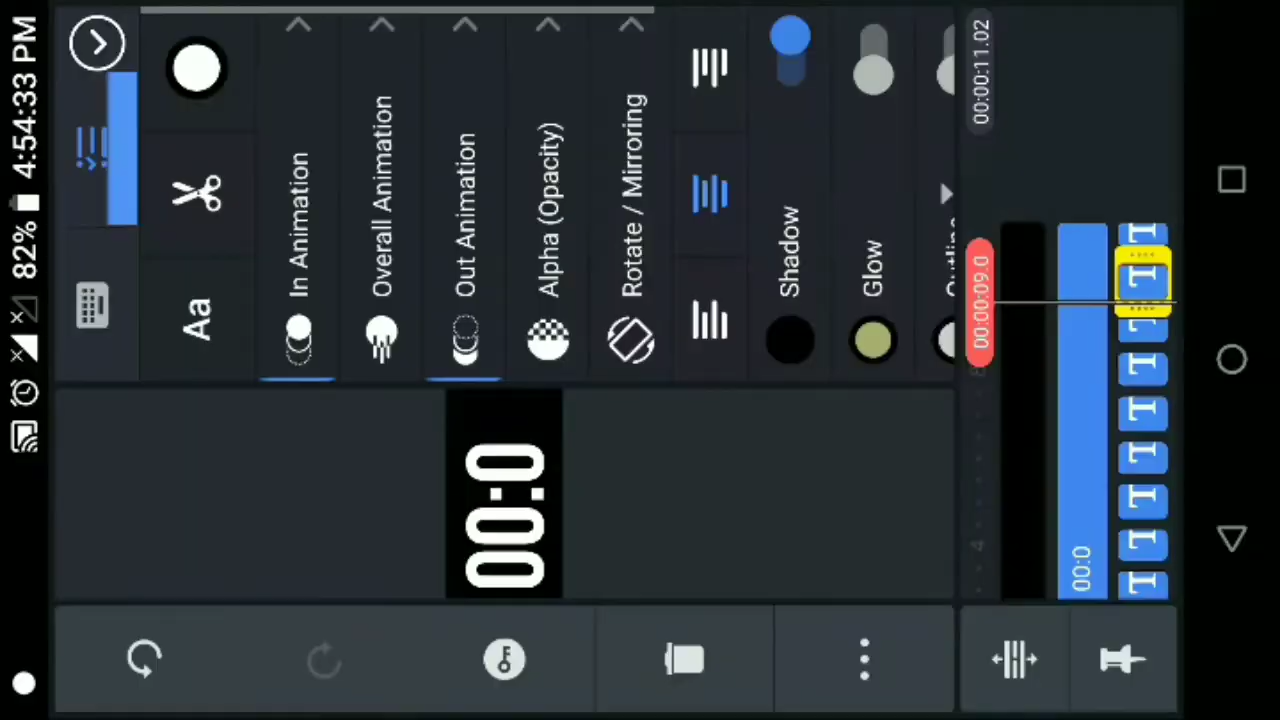 4:54:33 PM
82%
In Animation
Overall Animation
Out Animation
Alpha (Opacity)
Rotate / Mirroring
Shadow
Glow
Aa
00:0
00:00:11.02
00:00:09.0
4
00:0
T
T
T
T
T
T
T
T
T